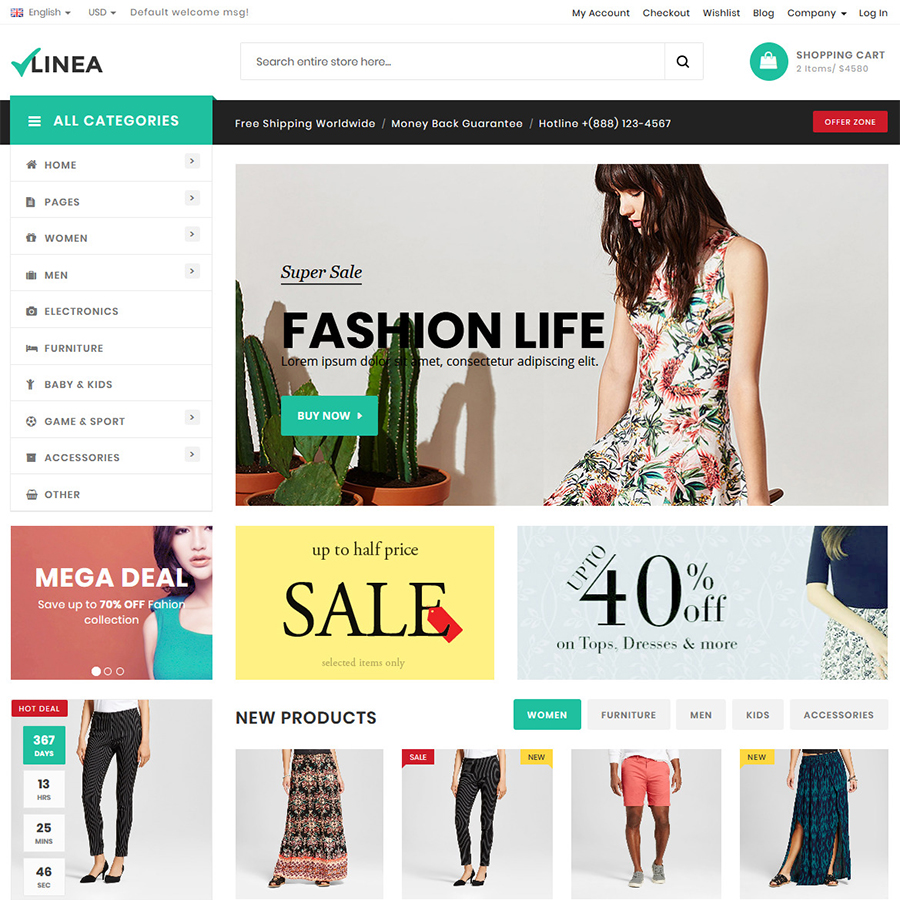 English USD Default welcome msg! My Account Checkout Wishlist Blog Company Log In
LINEA
Search entire store here...
SHOPPING CART
2 Items/ $4580
ALL CATEGORIES
Free Shipping Worldwide / Money Back Guarantee / Hotline +(888) 123-4567
OFFER ZONE
HOME
PAGES
WOMEN
MEN
ELECTRONICS
FURNITURE
BABY & KIDS
GAME & SPORT
ACCESSORIES
OTHER
Super Sale
FASHION LIFE
Lorem ipsum dolor sit amet, consectetur adipiscing elit.
BUY NOW
MEGA DEAL
Save up to 70% OFF Fahion
collection
up to half price
SALE
selected items only
UPTO
40% off
on Tops, Dresses & more
HOT DEAL
367
DAYS
13
HRS
25
MINS
46
SEC
NEW PRODUCTS
WOMEN FURNITURE MEN KIDS ACCESSORIES
SALE NEW
NEW